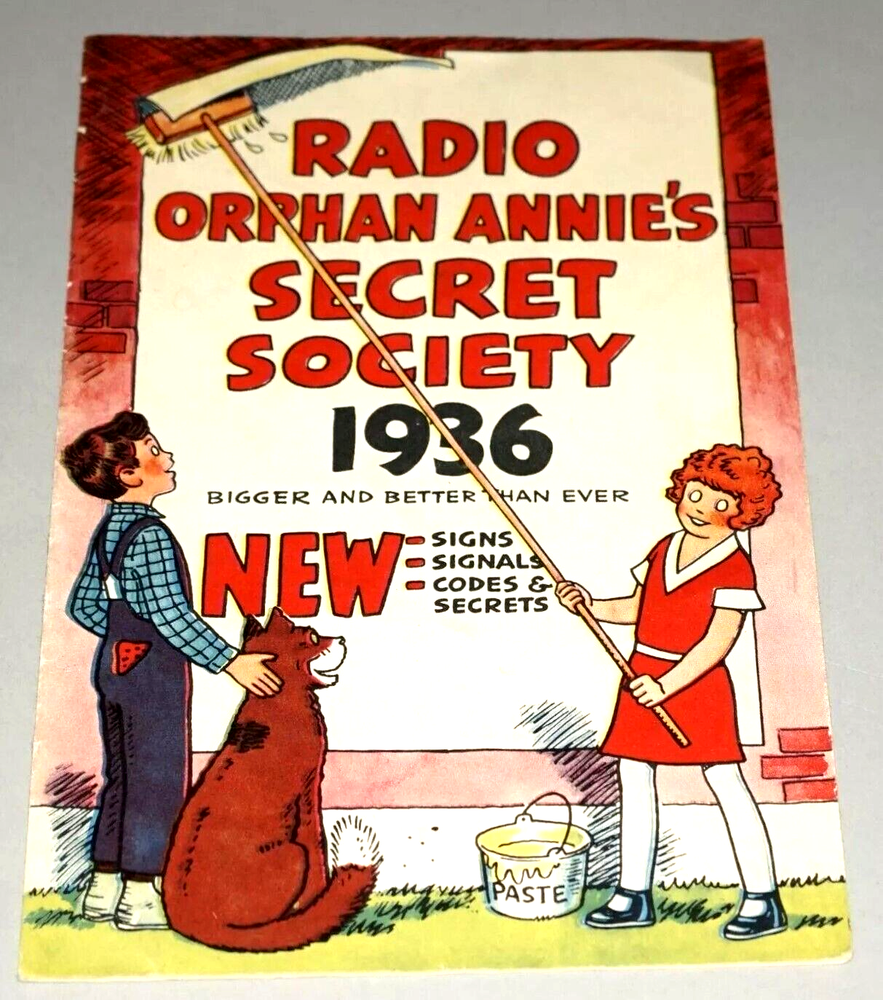 RADIO
ORPHAN ANNIE'S
SECRET
SOCIETY
1936
BIGGER AND BETTER THAN EVER
NEW
SIGNS
SIGNALS
CODES &
SECRETS
PASTE